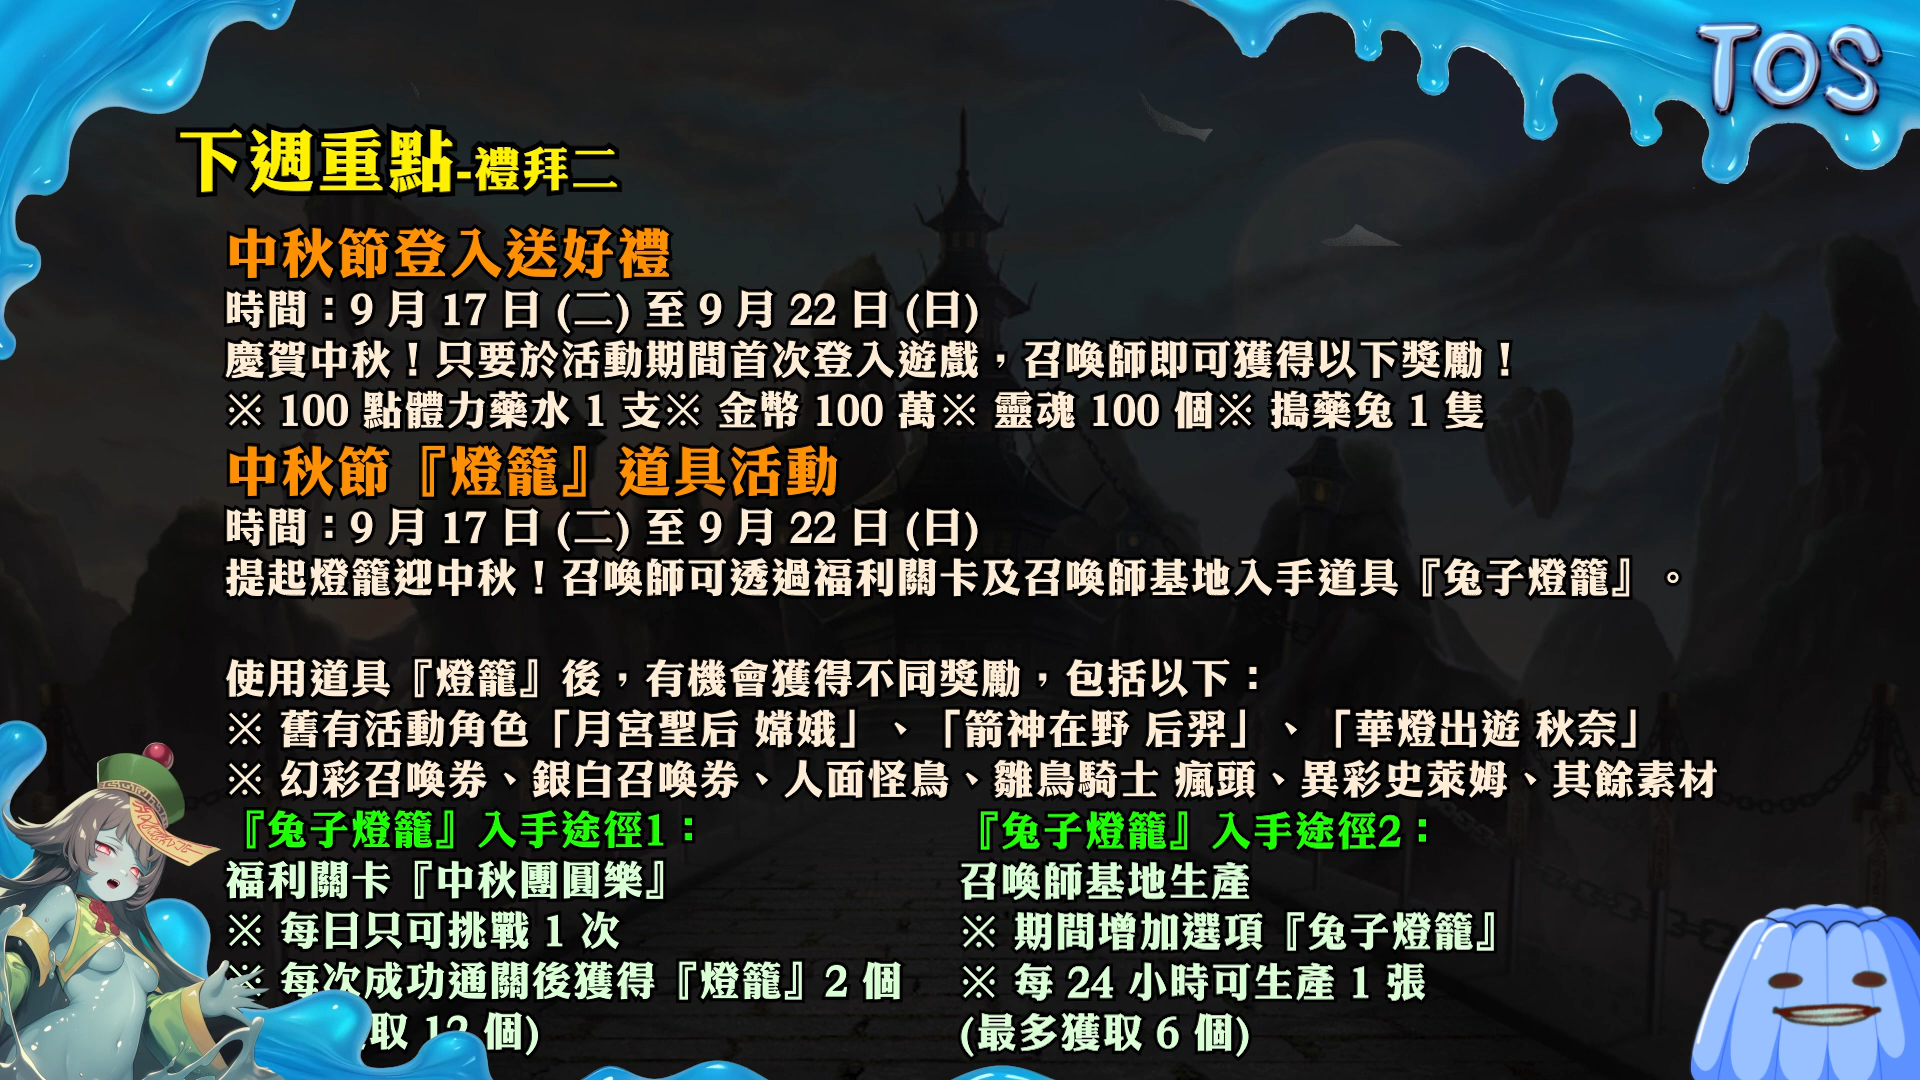 TOS
下週重點-禮拜二
中秋節登入送好禮
時間：9 月 17 日 (二) 至 9 月 22 日 (日)
慶賀中秋！只要於活動期間首次登入遊戲，召喚師即可獲得以下獎勵！
※ 100 點體力藥水 1 支※ 金幣 100 萬※ 靈魂 100 個※ 搗藥兔 1 隻
中秋節『燈籠』道具活動
時間：9 月 17 日 (二) 至 9 月 22 日 (日)
提起燈籠迎中秋！召喚師可透過福利關卡及召喚師基地入手道具『兔子燈籠』。
使用道具『燈籠』後，有機會獲得不同獎勵，包括以下：
※ 舊有活動角色「月宮聖后 嫦娥」、「箭神在野 后羿」、「華燈出遊 秋奈」
※ 幻彩召喚券、銀白召喚券、人面怪鳥、雛鳥騎士 瘋頭、異彩史萊姆、其餘素材
『兔子燈籠』入手途徑1：
福利關卡『中秋團圓樂』
※ 每日只可挑戰 1 次
※ 每次成功通關後獲得『燈籠』2 個
取 12 個)
『兔子燈籠』入手途徑2：
召喚師基地生產
※ 期間增加選項『兔子燈籠』
※ 每 24 小時可生產 1 張
(最多獲取 6 個)